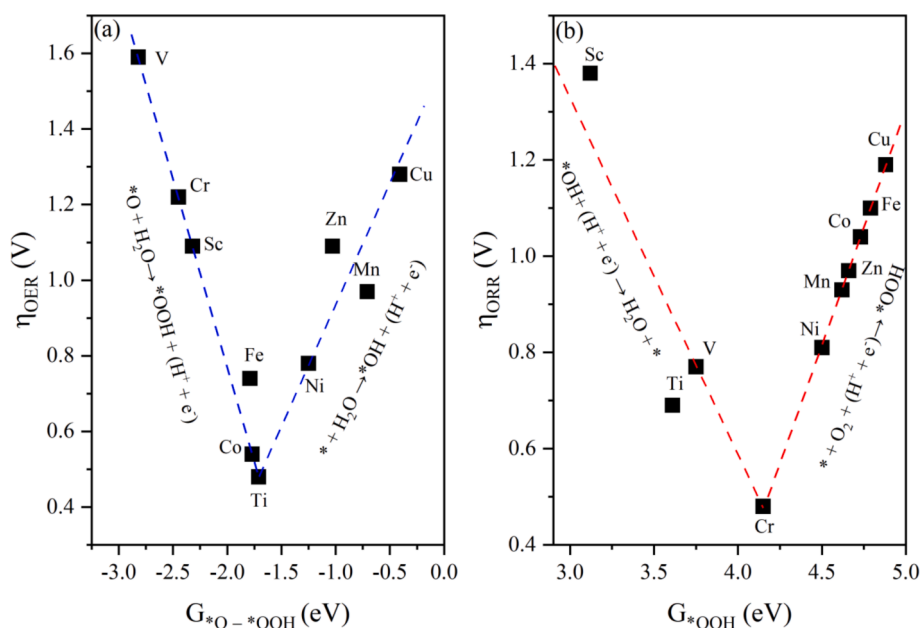 (a)
V
Cr
Sc
Cu
Zn
Mn
Fe
Ni
Co
Ti
*O + H₂O → *OOH + (H⁺ + e⁻)
* + H₂O → *OH + (H⁺ + e⁻)
1.6
1.4
1.2
1.0
0.8
0.6
0.4
ηOER (V)
-3.0 -2.5 -2.0 -1.5 -1.0 -0.5 0.0
G*O – *OOH (eV)
(b)
Sc
Cu
Fe
Co
Zn
Mn
Ni
V
Ti
Cr
*OH+ (H⁺ + e⁻) → H₂O + *
* + O₂ + (H⁺ + e⁻) → *OOH
1.4
1.2
1.0
0.8
0.6
0.4
ηORR (V)
3.0 3.5 4.0 4.5 5.0
G*OOH (eV)